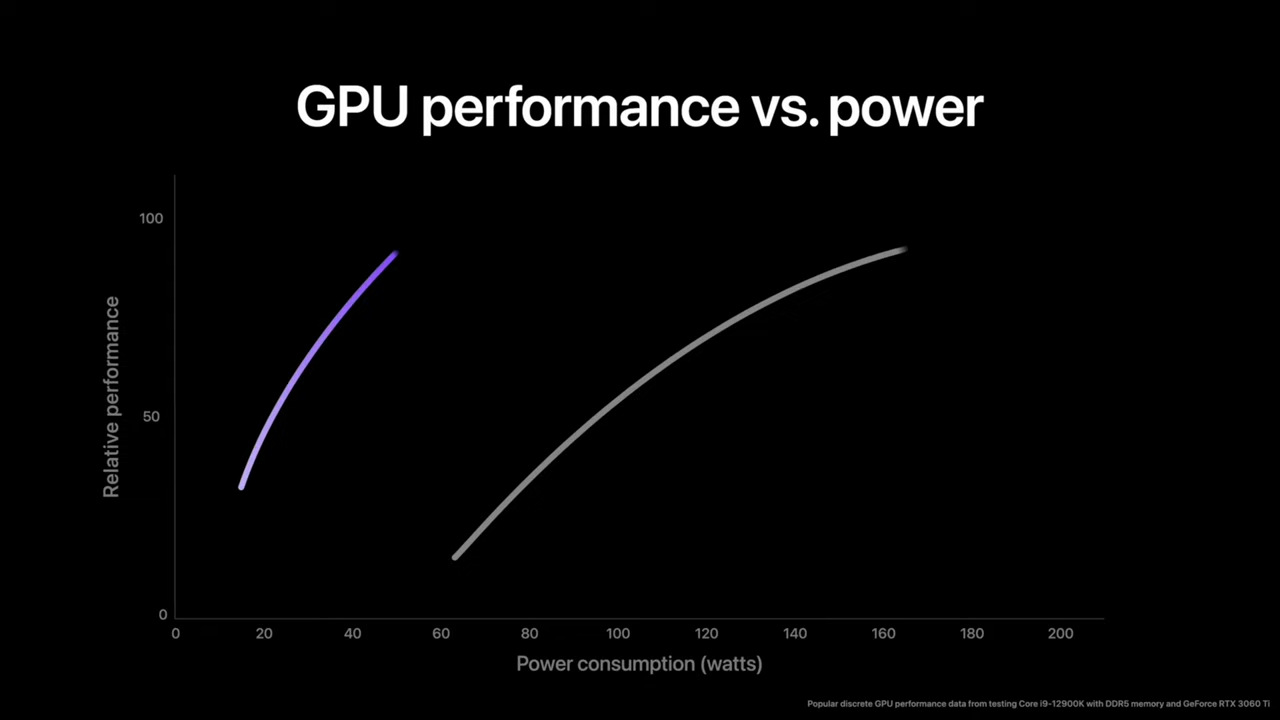 GPU performance vs. power
100
50
0
Relative performance
0 20 40 60 80 100 120 140 160 180 200
Power consumption (watts)
Popular discrete GPU performance data from testing Core i9-12900K with DDR5 memory and GeForce RTX 3060 Ti